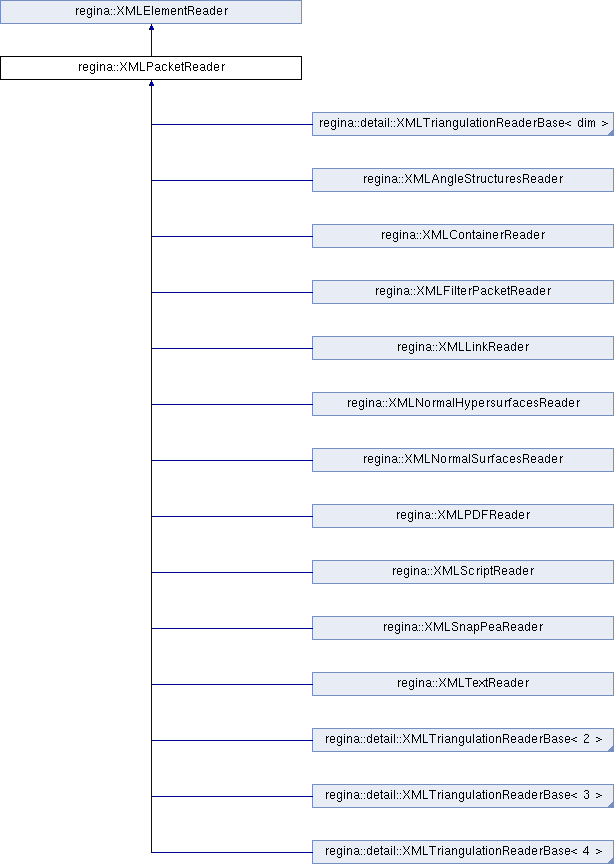 regina::XMLElementReader
regina::XMLPacketReader
regina::detail::XMLTriangulationReaderBase< dim >
regina::XMLAngleStructuresReader
regina::XMLContainerReader
regina::XMLFilterPacketReader
regina::XMLLinkReader
regina::XMLNormalHypersurfacesReader
regina::XMLNormalSurfacesReader
regina::XMLPDFReader
regina::XMLScriptReader
regina::XMLSnapPeaReader
regina::XMLTextReader
regina::detail::XMLTriangulationReaderBase< 2 >
regina::detail::XMLTriangulationReaderBase< 3 >
regina::detail::XMLTriangulationReaderBase< 4 >